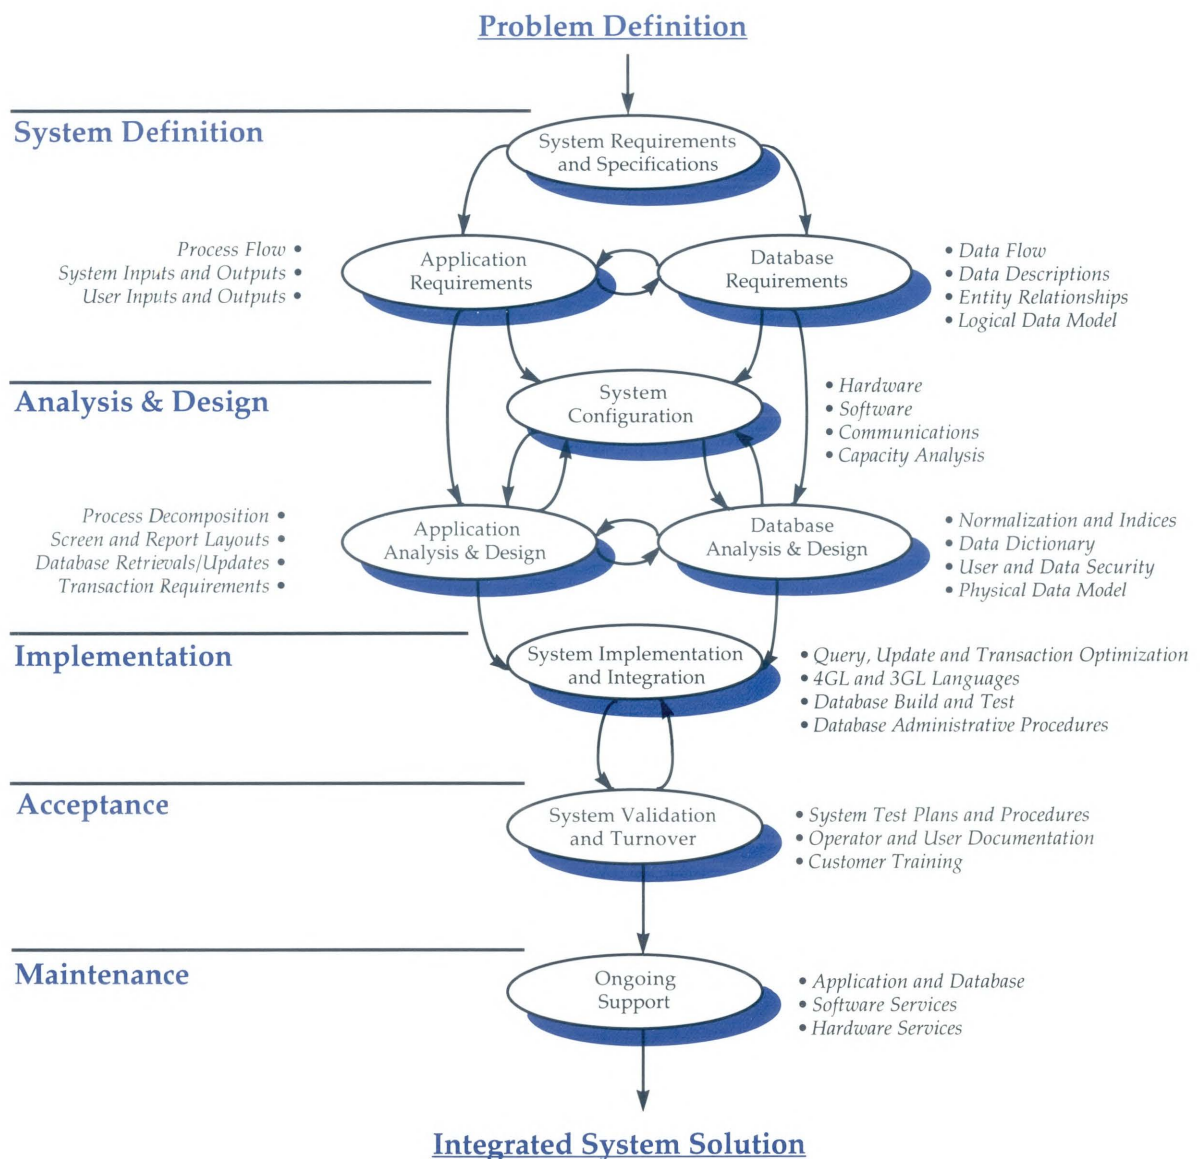 Problem Definition
System Definition
System Requirements
and Specifications
Process Flow •
System Inputs and Outputs •
User Inputs and Outputs •
Application
Requirements
Database
Requirements
• Data Flow
• Data Descriptions
• Entity Relationships
• Logical Data Model
Analysis & Design
System
Configuration
• Hardware
• Software
• Communications
• Capacity Analysis
Process Decomposition •
Screen and Report Layouts •
Database Retrievals/Updates •
Transaction Requirements •
Application
Analysis & Design
Database
Analysis & Design
• Normalization and Indices
• Data Dictionary
• User and Data Security
• Physical Data Model
Implementation
System Implementation
and Integration
• Query, Update and Transaction Optimization
• 4GL and 3GL Languages
• Database Build and Test
• Database Administrative Procedures
Acceptance
System Validation
and Turnover
• System Test Plans and Procedures
• Operator and User Documentation
• Customer Training
Maintenance
Ongoing
Support
• Application and Database
• Software Services
• Hardware Services
Integrated System Solution